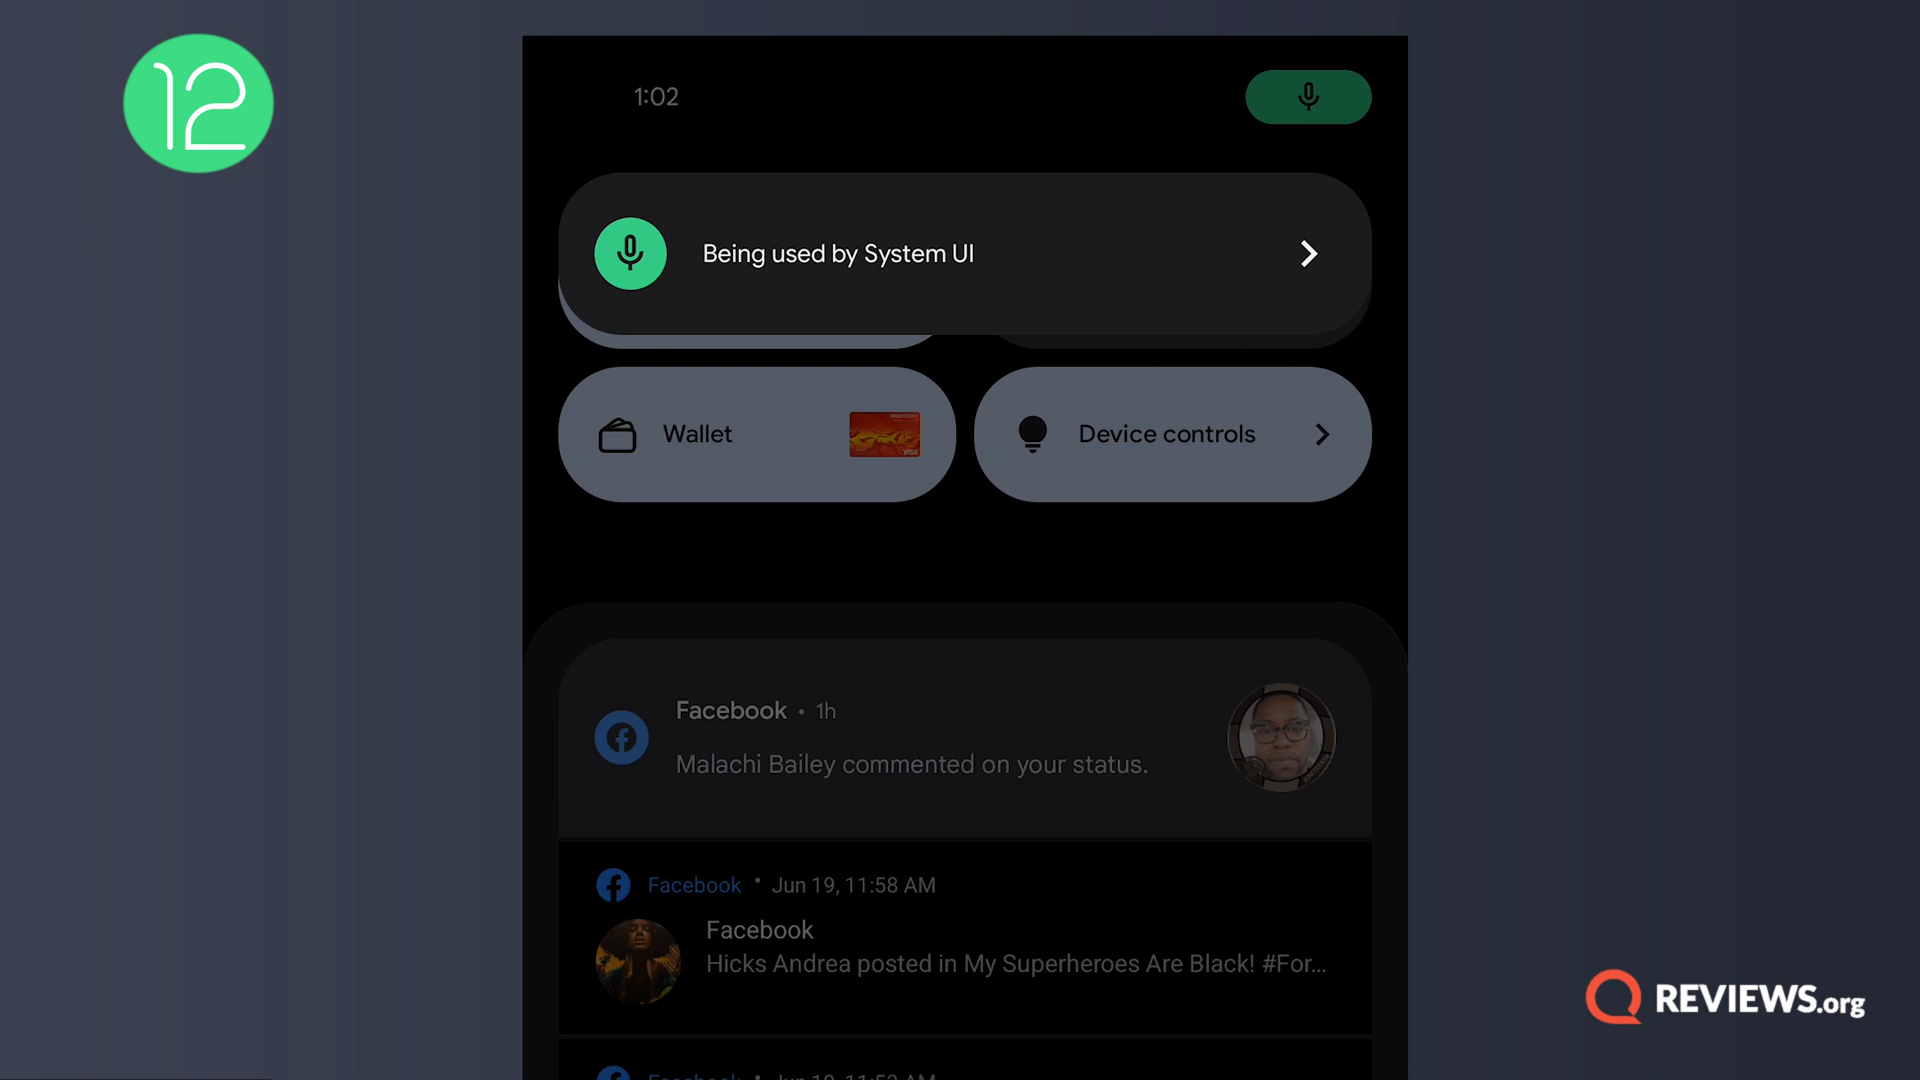 12
1:02
Being used by System UI
Wallet
VISA
Device controls
Facebook • 1h
Malachi Bailey commented on your status.
Facebook • Jun 19, 11:58 AM
Facebook
Hicks Andrea posted in My Superheroes Are Black! #For...
REVIEWS.org